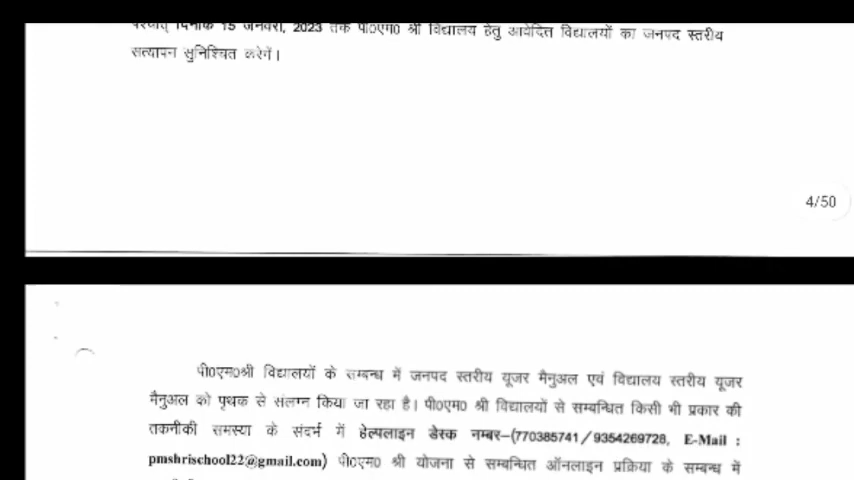 पश्चात् दिनांक 15 जनवरी, 2023 तक पी0एम0 श्री विद्यालय हेतु आवेदित विद्यालयों का जनपद स्तरीय
सत्यापन सुनिश्चित करेगें।
4/50
पी0एम0श्री विद्यालयों के सम्बन्ध में जनपद स्तरीय यूजर मैनुअल एवं विद्यालय स्तरीय यूजर
मैनुअल को पृथक से संलग्न किया जा रहा है। पी0एम0 श्री विद्यालयों से सम्बन्धित किसी भी प्रकार की
तकनीकी समस्या के संदर्भ में हेल्पलाइन डेस्क नम्बर–(770385741/9354269728, E-Mail :
pmshrischool22@gmail.com) पी0एम0 श्री योजना से सम्बन्धित ऑनलाइन प्रक्रिया के सम्बन्ध में